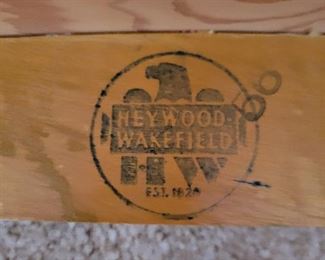 HEYWOOD-
WAKEFIELD
HW
EST. 1826